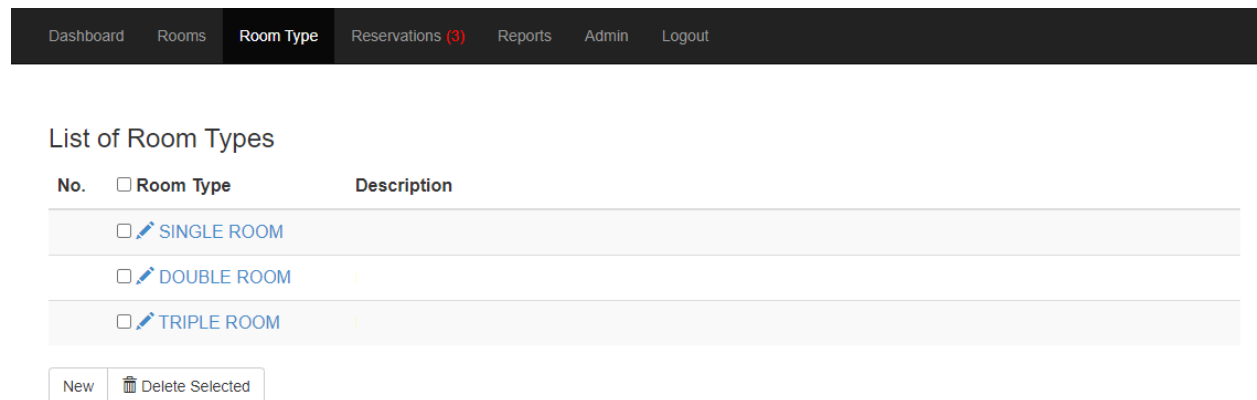 Dashboard Rooms Room Type Reservations (3) Reports Admin Logout
List of Room Types
No. Room Type Description
SINGLE ROOM
DOUBLE ROOM
TRIPLE ROOM
New Delete Selected